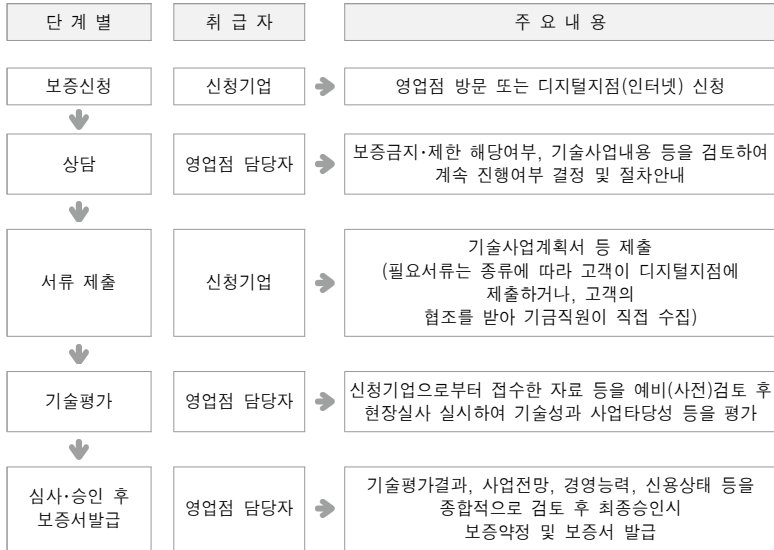 단 계 별
취 급 자
주 요 내 용
보증신청
신청기업
영업점 방문 또는 디지털지점(인터넷) 신청
상담
영업점 담당자
보증금지·제한 해당여부, 기술사업내용 등을 검토하여
계속 진행여부 결정 및 절차안내
서류 제출
신청기업
기술사업계획서 등 제출
(필요서류는 종류에 따라 고객이 디지털지점에
제출하거나, 고객의
협조를 받아 기금직원이 직접 수집)
기술평가
영업점 담당자
신청기업으로부터 접수한 자료 등을 예비(사전)검토 후
현장실사 실시하여 기술성과 사업타당성 등을 평가
심사·승인 후
보증서발급
영업점 담당자
기술평가결과, 사업전망, 경영능력, 신용상태 등을
종합적으로 검토 후 최종승인시
보증약정 및 보증서 발급